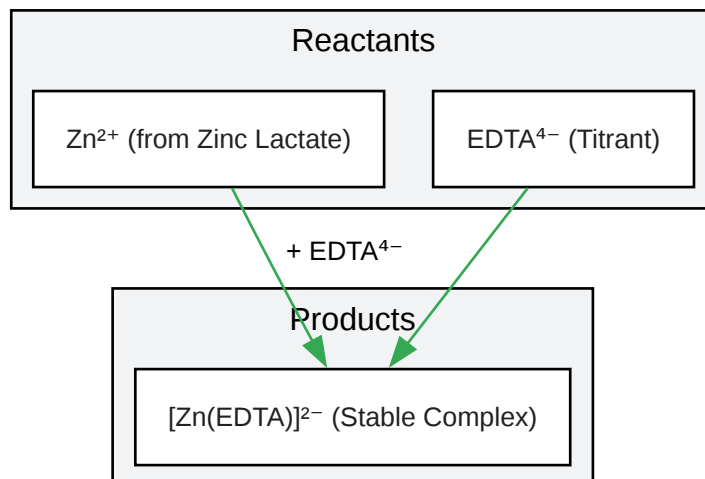 Reactants
Zn²⁺ (from Zinc Lactate)
EDTA⁴⁻ (Titrant)
+ EDTA⁴⁻
Products
[Zn(EDTA)]²⁻ (Stable Complex)